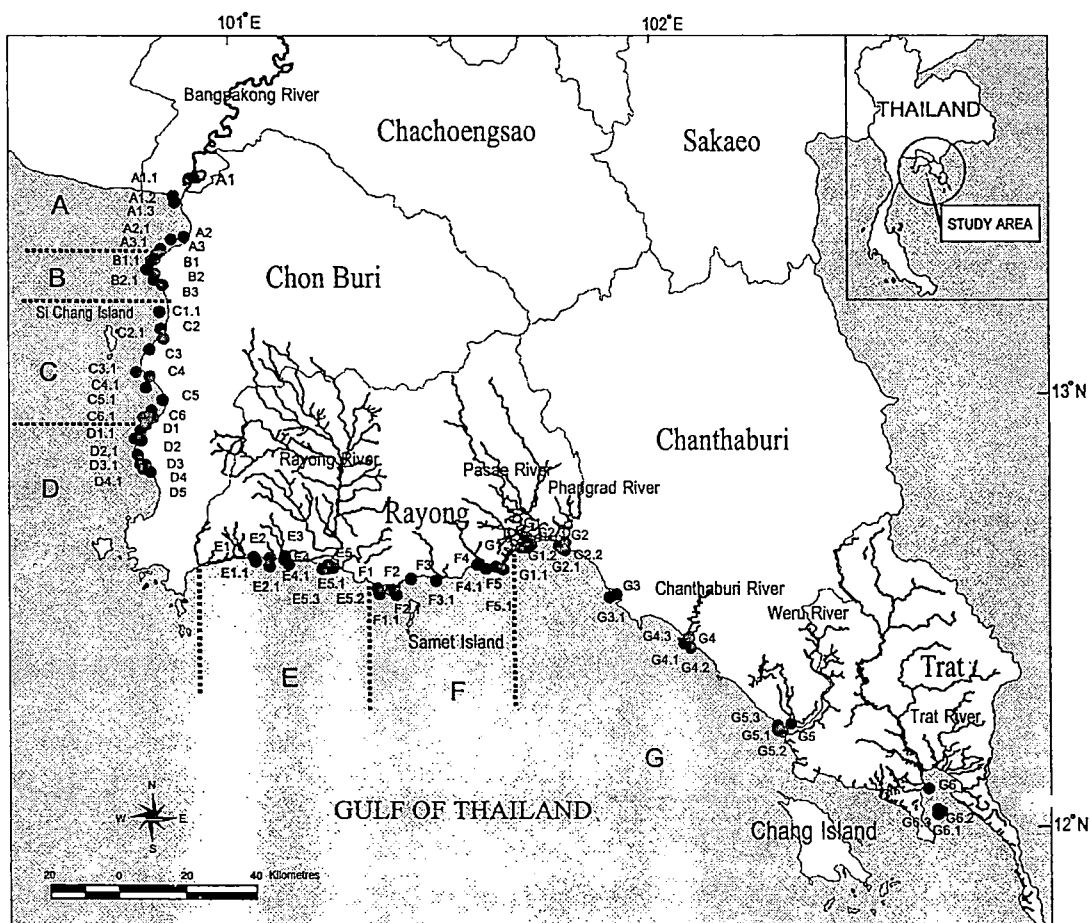 101°E
102°E
Bangpakong River
Chachoengsao
Sakaeo
THAILAND
STUDY AREA
A
A1.1
A1
A1.2
A1.3
A2.1
A2
A3.1
A3
B
B1.1
B1
B2
B2.1
B3
Chon Buri
Si Chang Island
C1.1
C2
C2.1
C3
C
C3.1
C4
C4.1
C5
C5.1
C6
C6.1
13°N
D1.1
D1
D2
D2.1
D
D3.1
D3
D4
D4.1
D5
Chanthaburi
Rayong River
Pasae River
Phangrad River
Rayong
E1
E2
E3
E4
E5
E1.1
E2.1
E4.1
E5.1
E5.3
E5.2
F1
F2
F3
F4
F5
F1.1
F2.1
F3.1
F4.1
F5.1
G1
G2
G2
G1.2
G2.2
G1.1
G2.1
G3
G3.1
Samet Island
Chanthaburi River
G4.3
G4
G4.1
G4.2
Weru River
Trat
Trat River
E
F
G
G5.3
G5
G5.1
G5.2
G6
G6.3
G6.2
G6.1
GULF OF THAILAND
Chang Island
12°N
N
W
E
S
20
0
20
40
Kilometres